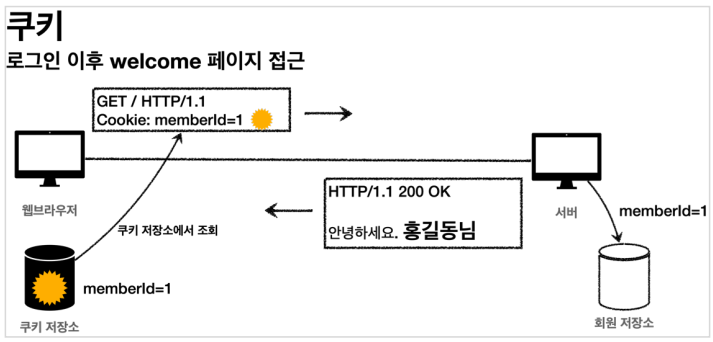 쿠키
로그인 이후 welcome 페이지 접근
GET / HTTP/1.1
Cookie: memberId=1
웹브라우저
HTTP/1.1 200 OK
안녕하세요. 홍길동님
서버
memberId=1
쿠키 저장소에서 조회
memberId=1
쿠키 저장소
회원 저장소